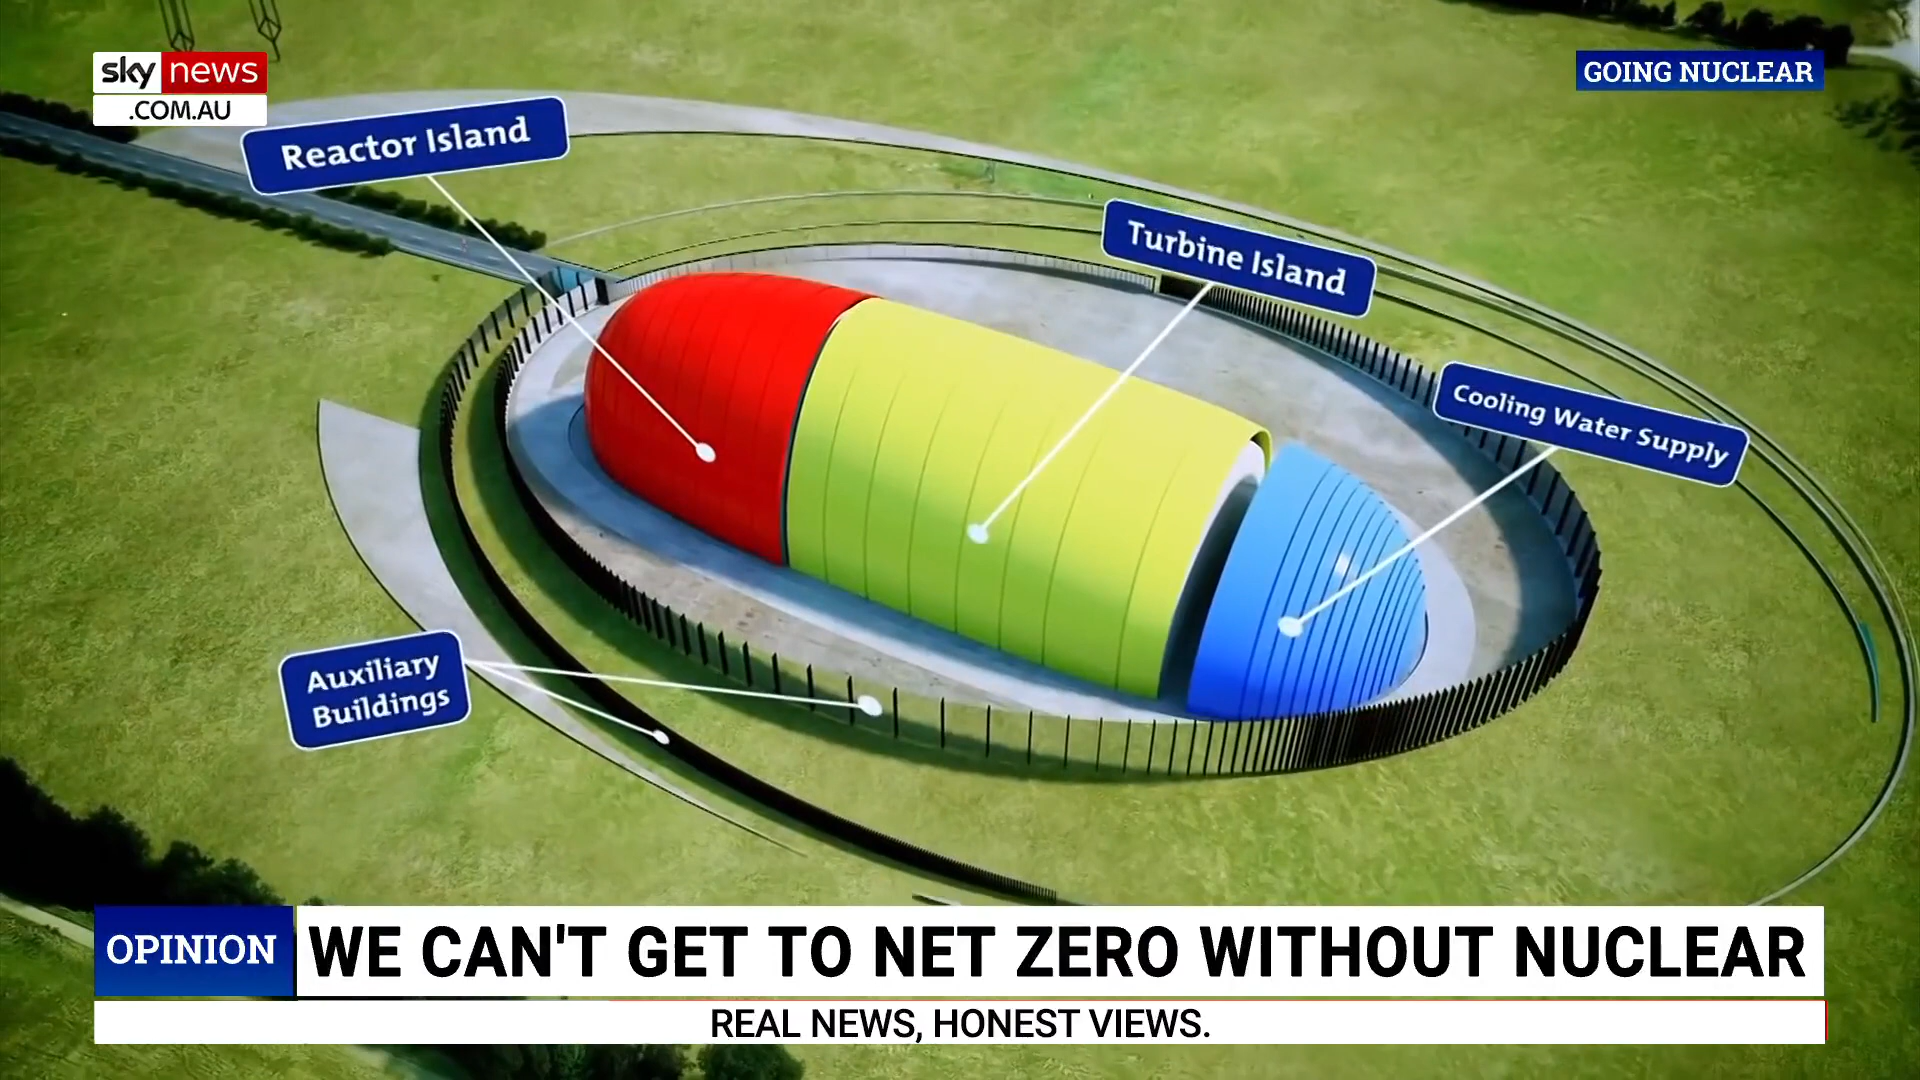 sky news
.COM.AU
GOING NUCLEAR
Reactor Island
Turbine Island
Cooling Water Supply
Auxiliary
Buildings
OPINION
WE CAN'T GET TO NET ZERO WITHOUT NUCLEAR
REAL NEWS, HONEST VIEWS.